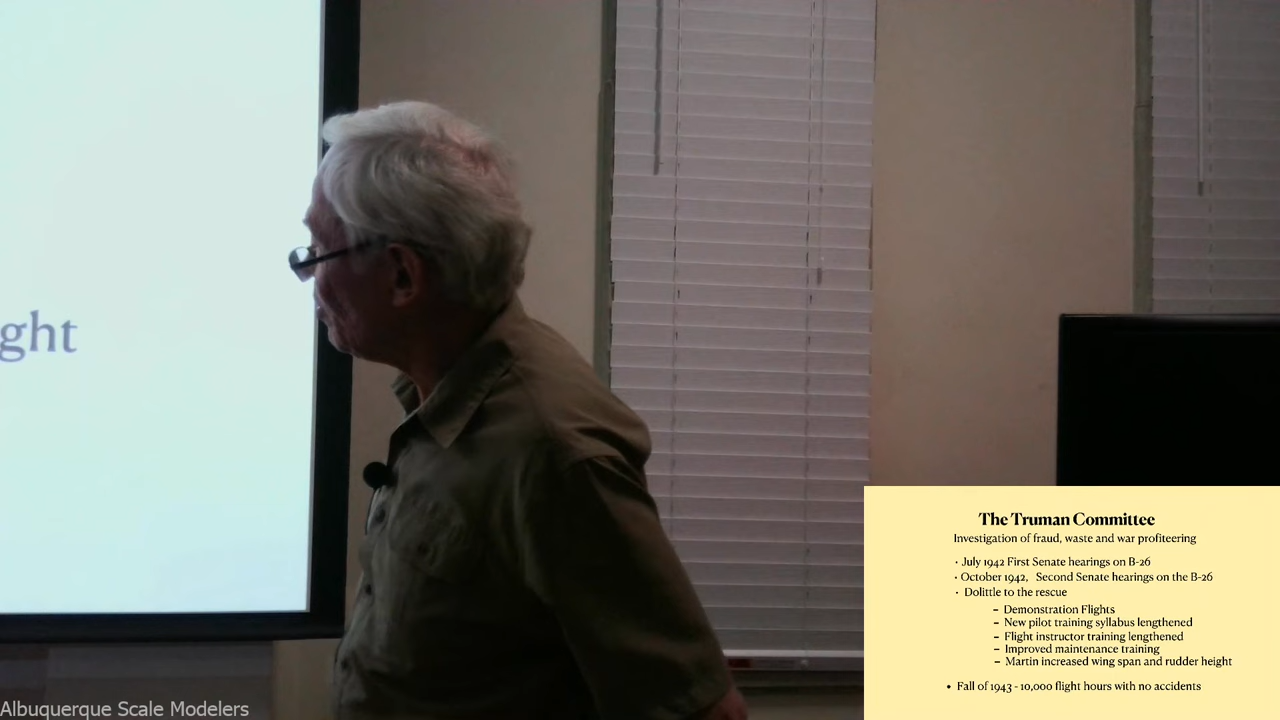 ght
The Truman Committee
Investigation of fraud, waste and war profiteering
· July 1942 First Senate hearings on B-26
· October 1942, Second Senate hearings on the B-26
· Dolittle to the rescue
– Demonstration Flights
– New pilot training syllabus lengthened
– Flight instructor training lengthened
– Improved maintenance training
– Martin increased wing span and rudder height
• Fall of 1943 - 10,000 flight hours with no accidents
Albuquerque Scale Modelers